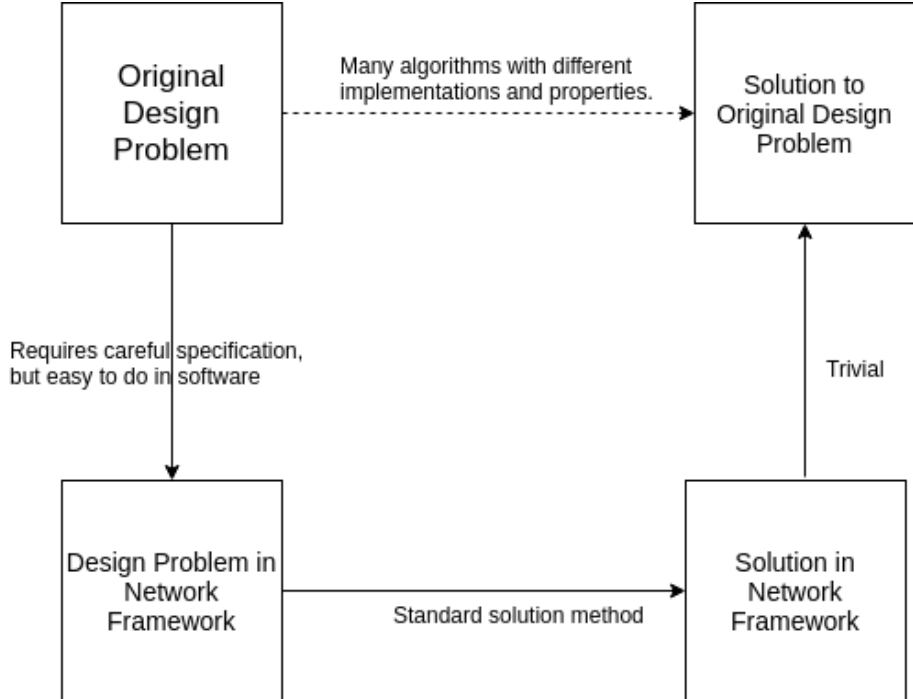 Original
Design
Problem
Many algorithms with different
implementations and properties.
Solution to
Original Design
Problem
Requires careful specification,
but easy to do in software
Trivial
Design Problem in
Network
Framework
Standard solution method
Solution in
Network
Framework